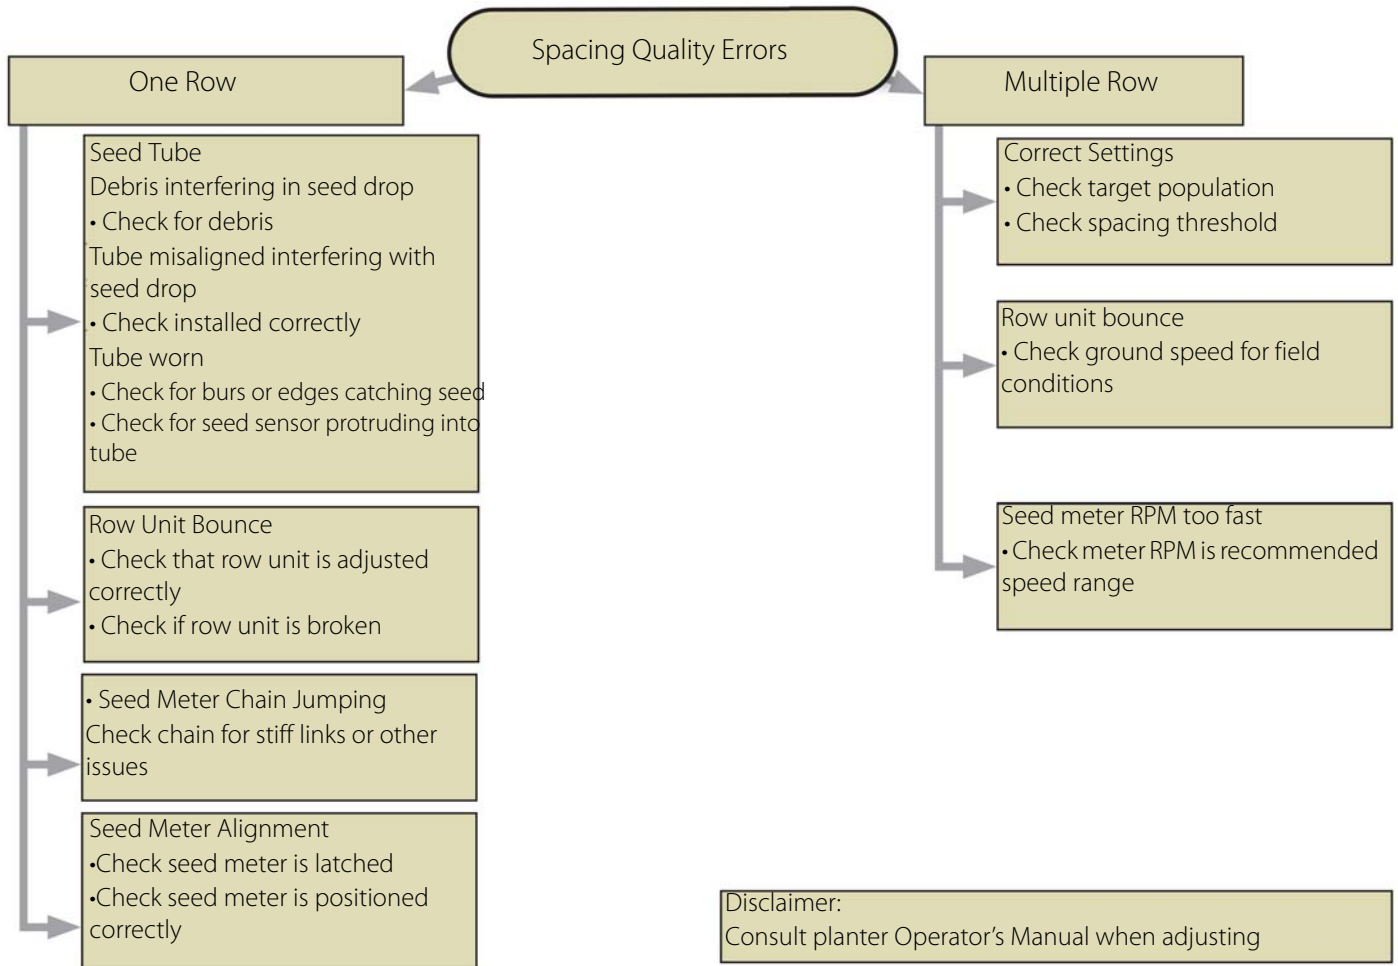 Spacing Quality Errors
One Row
Seed Tube
Debris interfering in seed drop
• Check for debris
Tube misaligned interfering with
seed drop
• Check installed correctly
Tube worn
• Check for burs or edges catching seed
• Check for seed sensor protruding into
tube
Row Unit Bounce
• Check that row unit is adjusted
correctly
• Check if row unit is broken
• Seed Meter Chain Jumping
Check chain for stiff links or other
issues
Seed Meter Alignment
•Check seed meter is latched
•Check seed meter is positioned
correctly
Multiple Row
Correct Settings
• Check target population
• Check spacing threshold
Row unit bounce
• Check ground speed for field
conditions
Seed meter RPM too fast
• Check meter RPM is recommended
speed range
Disclaimer:
Consult planter Operator’s Manual when adjusting